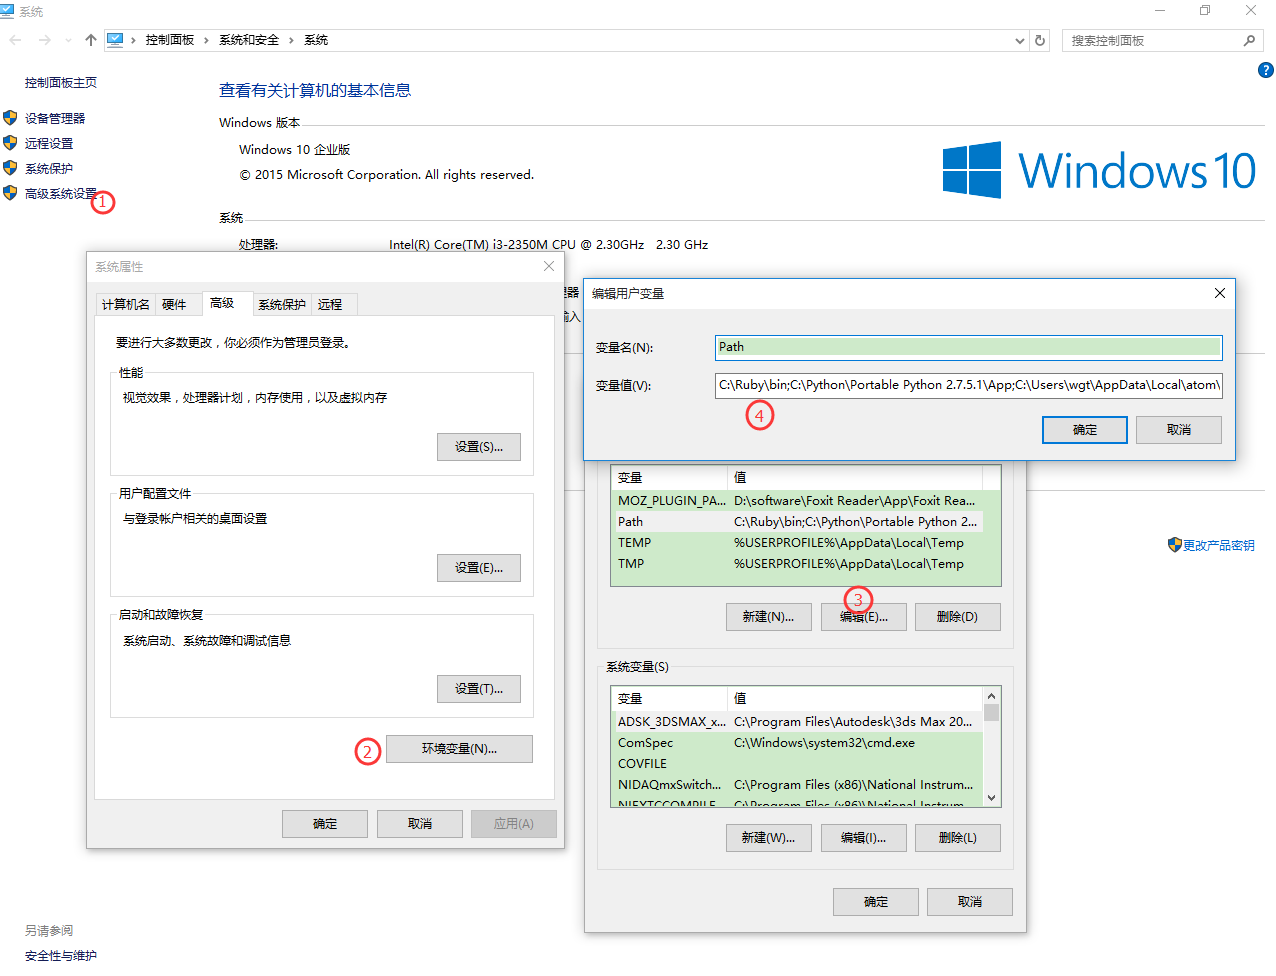 系统
控制面板 › 系统和安全 › 系统
搜索控制面板
控制面板主页
设备管理器
远程设置
系统保护
高级系统设置
1
查看有关计算机的基本信息
Windows 版本
Windows 10 企业版
© 2015 Microsoft Corporation. All rights reserved.
Windows 10
系统
处理器: Intel(R) Core(TM) i3-2350M CPU @ 2.30GHz 2.30 GHz
系统属性
计算机名 硬件 高级 系统保护 远程
要进行大多数更改，你必须作为管理员登录。
性能
视觉效果，处理器计划，内存使用，以及虚拟内存
设置(S)...
用户配置文件
与登录帐户相关的桌面设置
设置(E)...
启动和故障恢复
系统启动、系统故障和调试信息
设置(T)...
2
环境变量(N)...
确定 取消 应用(A)
器
输入
编辑用户变量
变量名(N): Path
变量值(V): C:\Ruby\bin;C:\Python\Portable Python 2.7.5.1\App;C:\Users\wgt\AppData\Local\atom\
4
确定 取消
变量 值
MOZ_PLUGIN_PA... D:\software\Foxit Reader\App\Foxit Rea...
Path C:\Ruby\bin;C:\Python\Portable Python 2...
TEMP %USERPROFILE%\AppData\Local\Temp
TMP %USERPROFILE%\AppData\Local\Temp
3
新建(N)... 编辑(E)... 删除(D)
系统变量(S)
变量 值
ADSK_3DSMAX_x... C:\Program Files\Autodesk\3ds Max 20...
ComSpec C:\Windows\system32\cmd.exe
COVFILE
NIDAQmxSwitch... C:\Program Files (x86)\National Instrum...
NIEXTCCOMPILE... C:\Program Files (x86)\National Instrum...
新建(W)... 编辑(I)... 删除(L)
确定 取消
更改产品密钥
另请参阅
安全性与维护